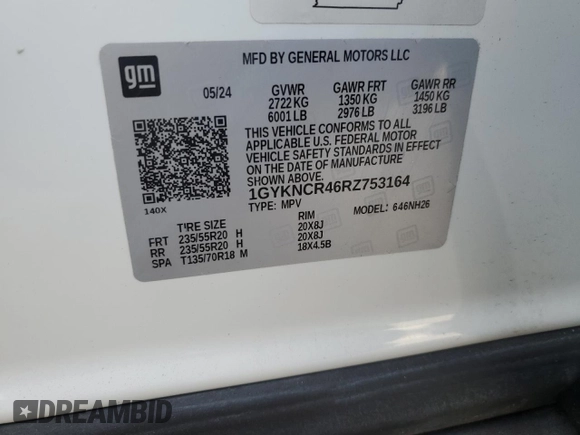 gm
MFD BY GENERAL MOTORS LLC
05/24 GVWR GAWR FRT GAWR RR
2722 KG 1350 KG 1450 KG
6001 LB 2976 LB 3196 LB
THIS VEHICLE CONFORMS TO ALL
APPLICABLE U.S. FEDERAL MOTOR
VEHICLE SAFETY STANDARDS IN EFFECT
ON THE DATE OF MANUFACTURE
SHOWN ABOVE.
1GYKNCR46RZ753164
140X TYPE: MPV MODEL: 646NH26
TIRE SIZE RIM
FRT 235/55R20 H 20X8J
RR 235/55R20 H 20X8J
SPA T135/70R18 M 18X4.5B
DREAMBID